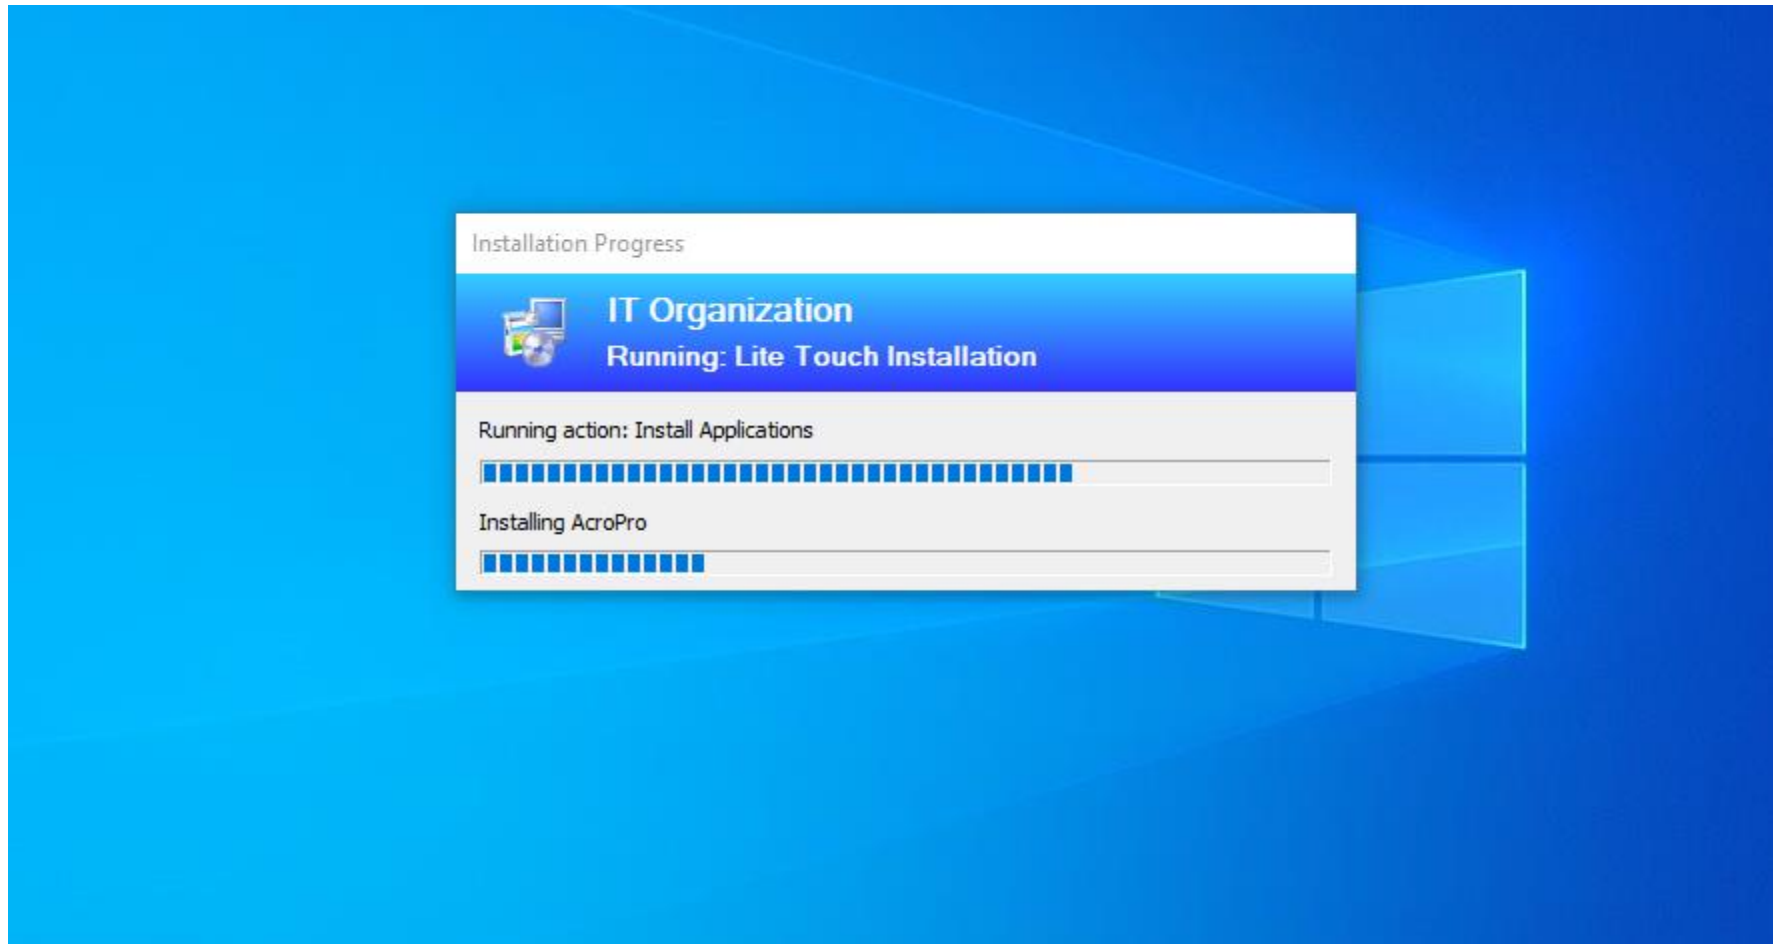 Installation Progress
IT Organization
Running: Lite Touch Installation
Running action: Install Applications
Installing AcroPro